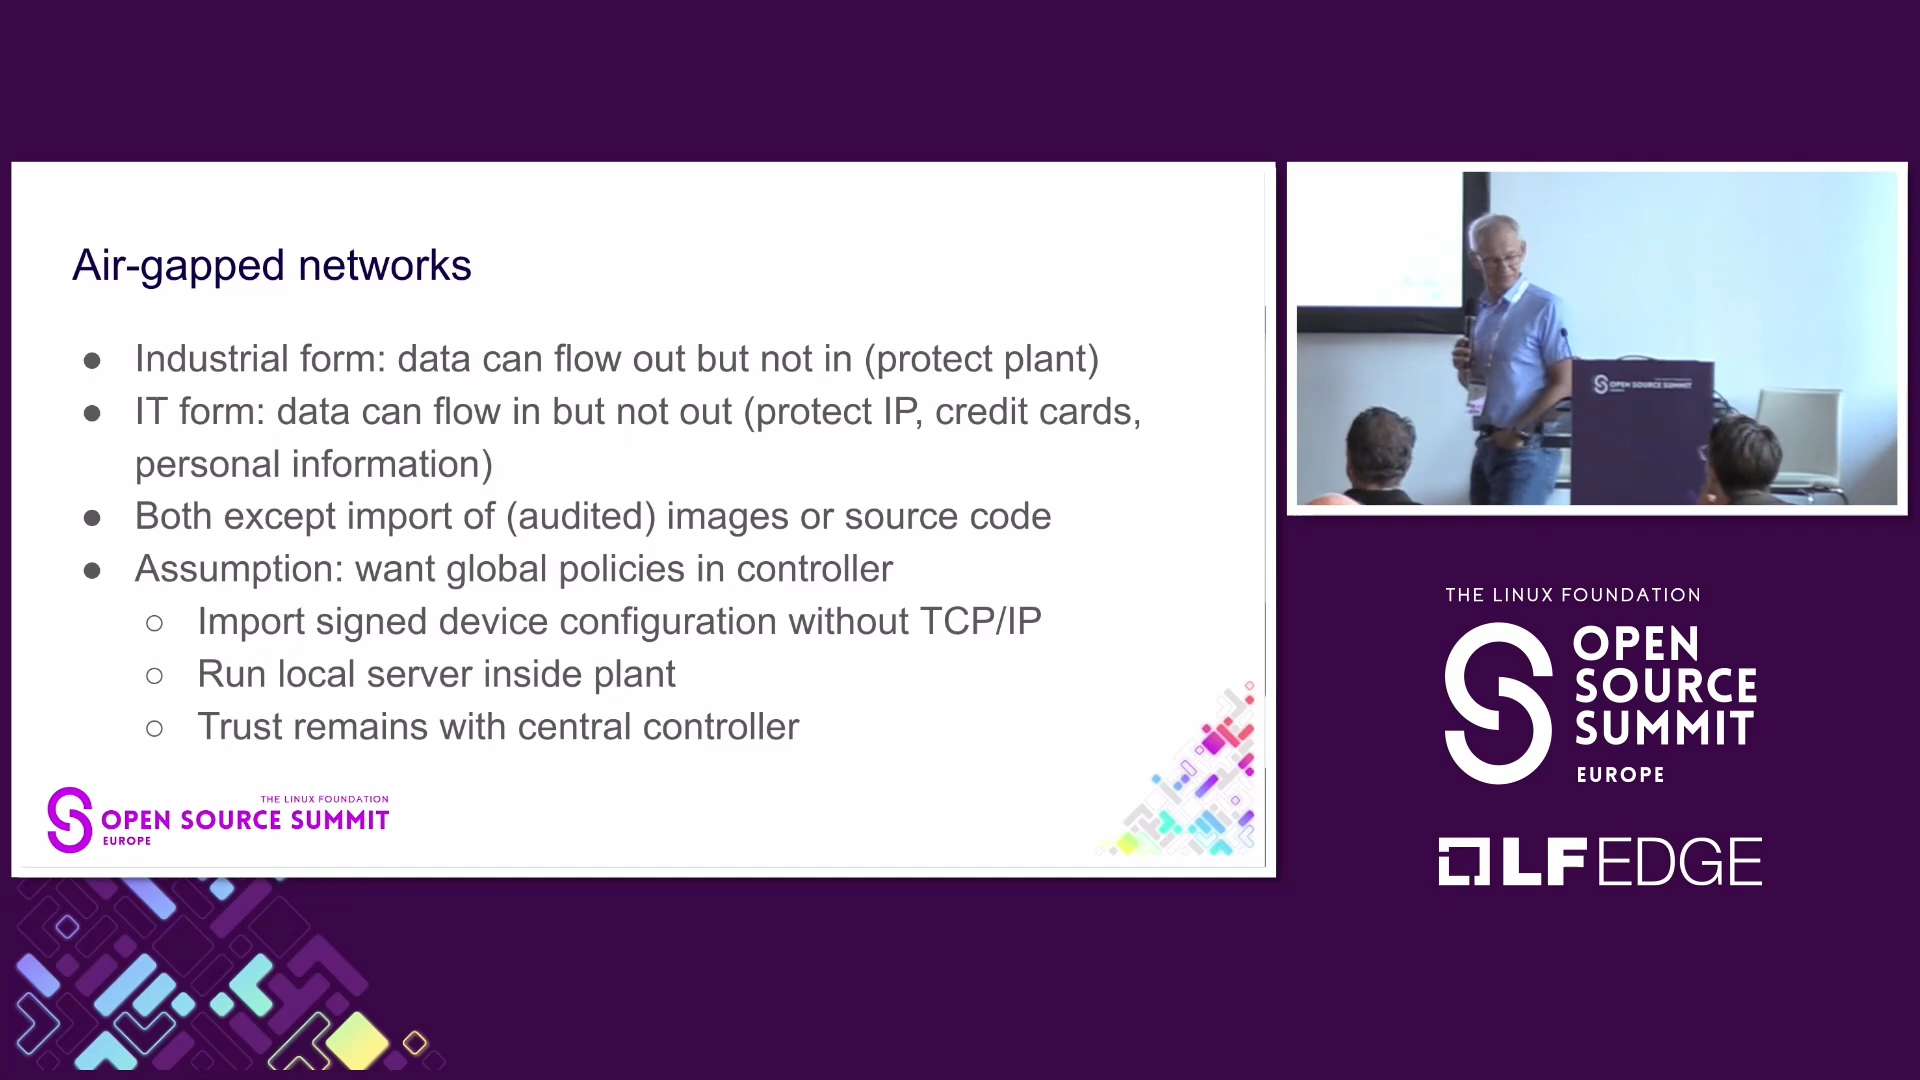 Air-gapped networks
● Industrial form: data can flow out but not in (protect plant)
● IT form: data can flow in but not out (protect IP, credit cards,
personal information)
● Both except import of (audited) images or source code
● Assumption: want global policies in controller
○ Import signed device configuration without TCP/IP
○ Run local server inside plant
○ Trust remains with central controller
THE LINUX FOUNDATION
OPEN SOURCE SUMMIT
EUROPE
OPEN SOURCE SUMMIT
THE LINUX FOUNDATION
OPEN
SOURCE
SUMMIT
EUROPE
LF EDGE